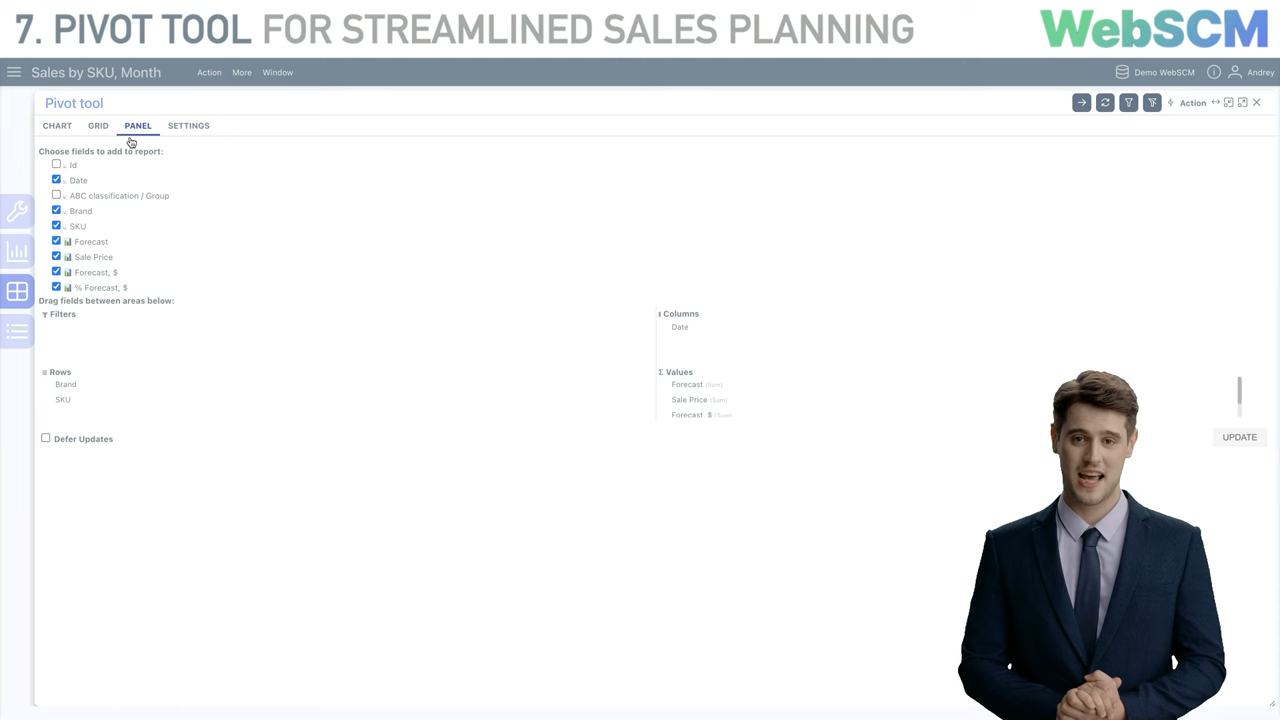 7. PIVOT TOOL FOR STREAMLINED SALES PLANNING
WebSCM
Sales by SKU, Month
Action
More
Window
Demo WebSCM
Andrey
Pivot tool
Action
CHART
GRID
PANEL
SETTINGS
Choose fields to add to report:
Id
Date
ABC classification / Group
Brand
SKU
Forecast
Sale Price
Forecast, $
% Forecast, $
Drag fields between areas below:
Filters
Columns
Date
Rows
Brand
SKU
Values
Forecast (Sum)
Sale Price (Sum)
Forecast, $ (Sum)
Defer Updates
UPDATE